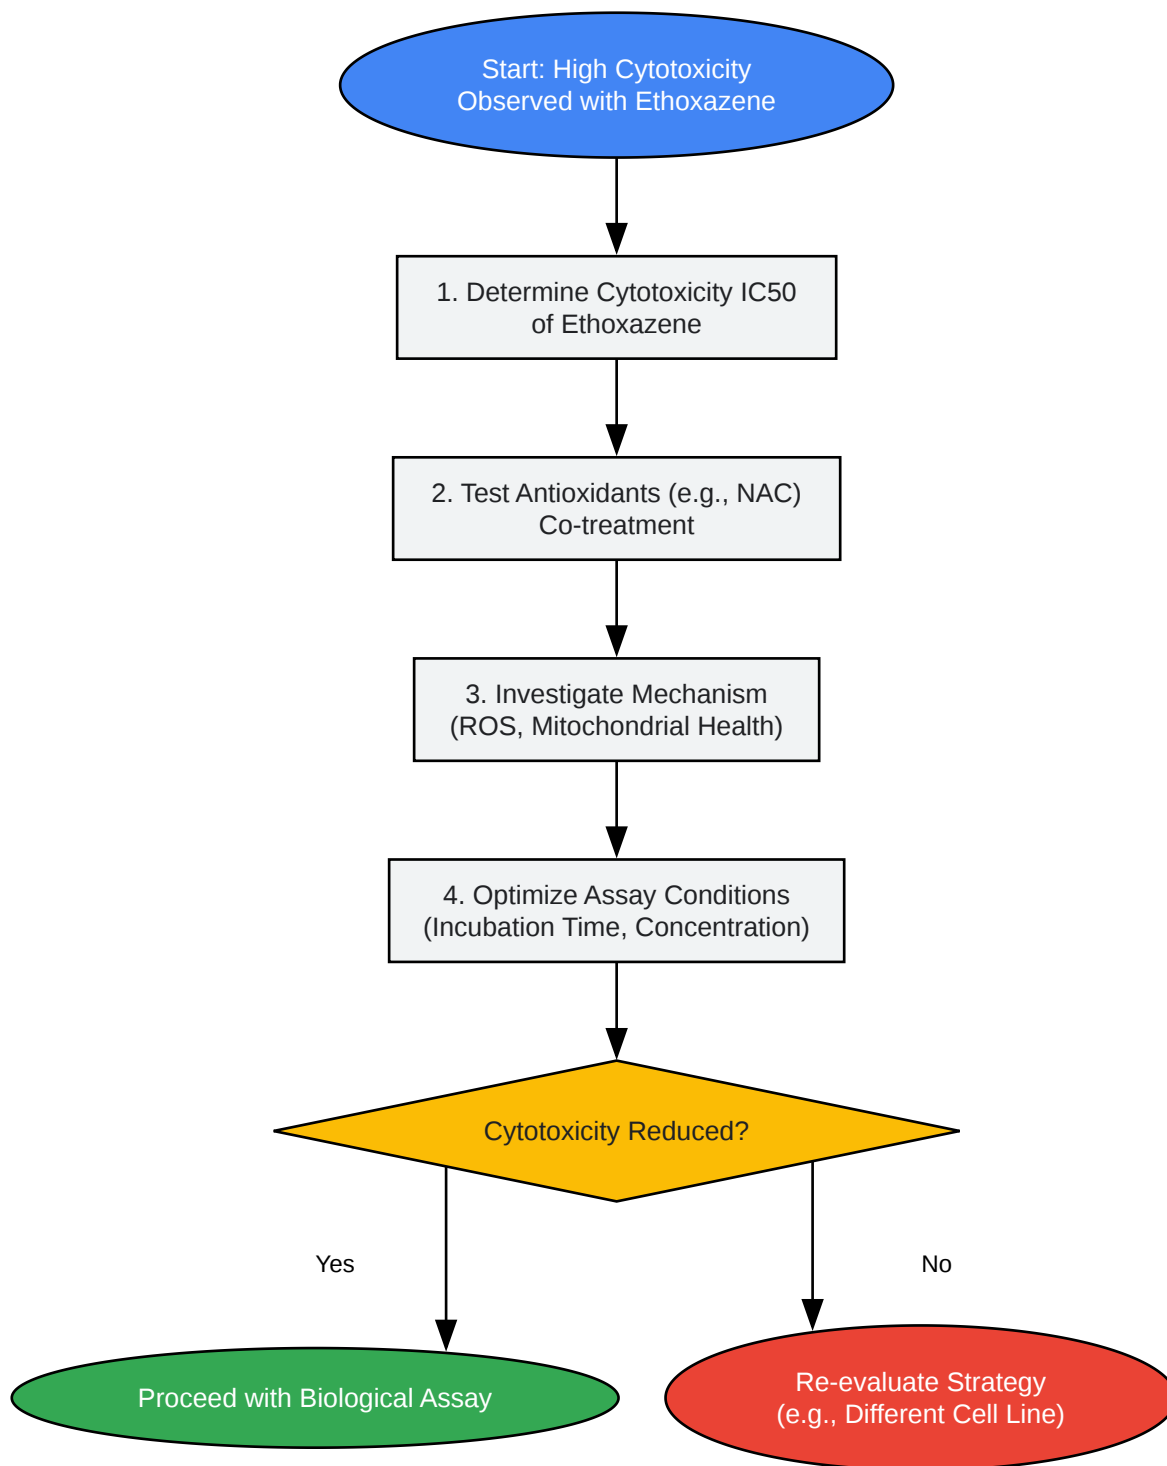 Start: High Cytotoxicity
Observed with Ethoxazene
1. Determine Cytotoxicity IC50
of Ethoxazene
2. Test Antioxidants (e.g., NAC)
Co-treatment
3. Investigate Mechanism
(ROS, Mitochondrial Health)
4. Optimize Assay Conditions
(Incubation Time, Concentration)
Cytotoxicity Reduced?
Yes
No
Proceed with Biological Assay
Re-evaluate Strategy
(e.g., Different Cell Line)